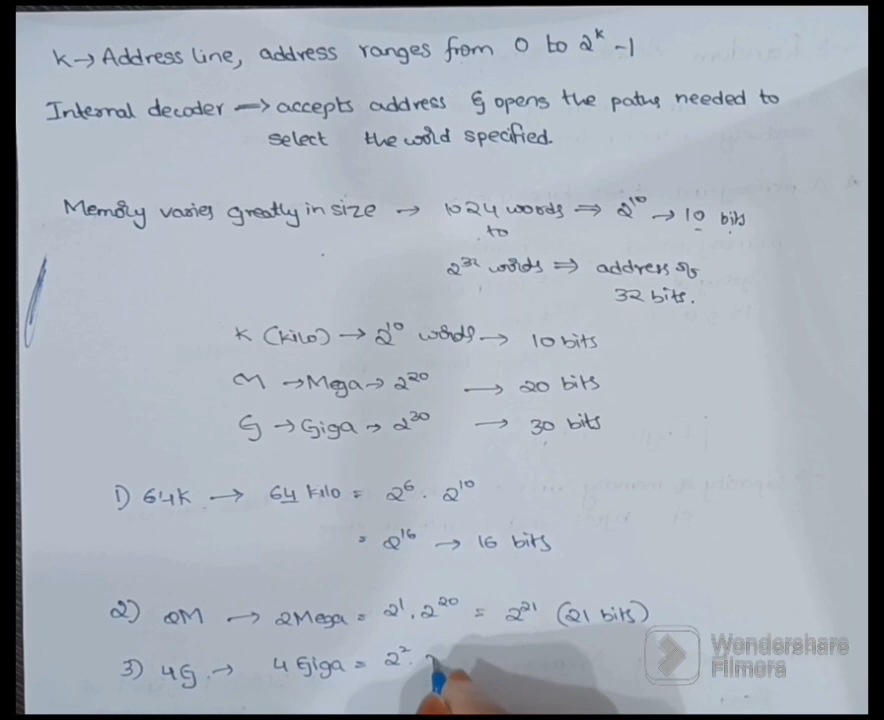 K → Address line, address ranges from 0 to 2^k - 1
Internal decoder → accepts address & opens the paths needed to
select the word specified.
Memory varies greatly in size → 1024 words ⇒ 2^10 → 10 bits
to
2^32 words ⇒ address of
32 bits.
K (kilo) → 2^10 words → 10 bits
M → Mega → 2^20 → 20 bits
G → Giga → 2^30 → 30 bits
1) 64K → 64 kilo = 2^6 . 2^10
= 2^16 → 16 bits
2) 2M → 2Mega = 2^1 . 2^20 = 2^21 (21 bits)
3) 4G → 4 Giga = 2^2 .
Wondershare
Filmora